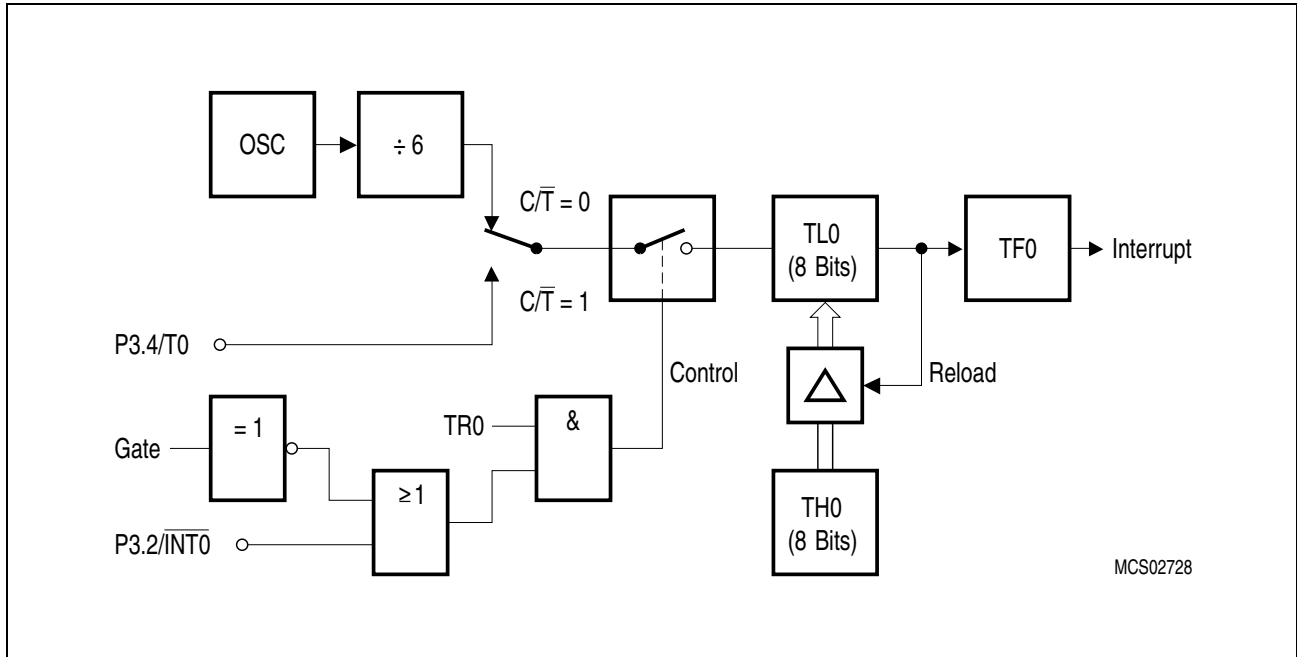 OSC
÷ 6
C/T̅ = 0
TL0
(8 Bits)
TF0
Interrupt
C/T̅ = 1
P3.4/T0
Control
Reload
Gate
= 1
TR0
&
≥1
TH0
(8 Bits)
P3.2/I̅N̅T̅0̅
MCS02728